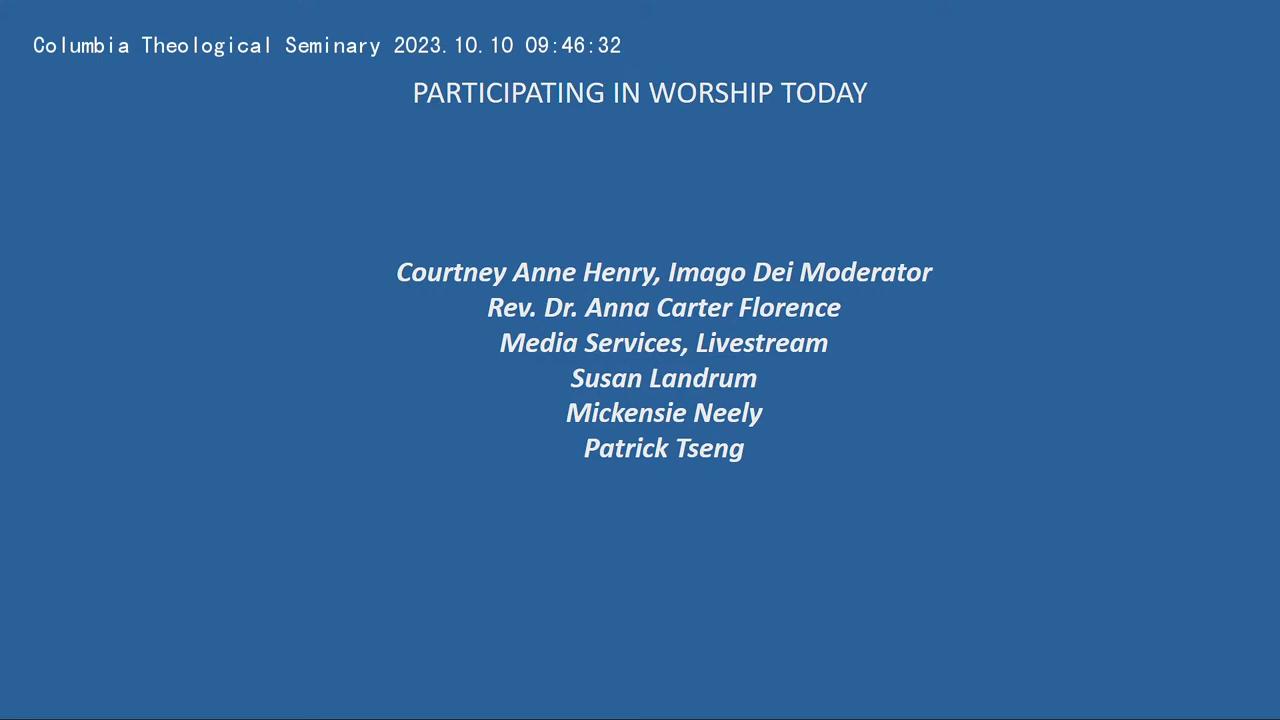 Columbia Theological Seminary 2023.10.10 09:46:32
PARTICIPATING IN WORSHIP TODAY
Courtney Anne Henry, Imago Dei Moderator
Rev. Dr. Anna Carter Florence
Media Services, Livestream
Susan Landrum
Mickensie Neely
Patrick Tseng